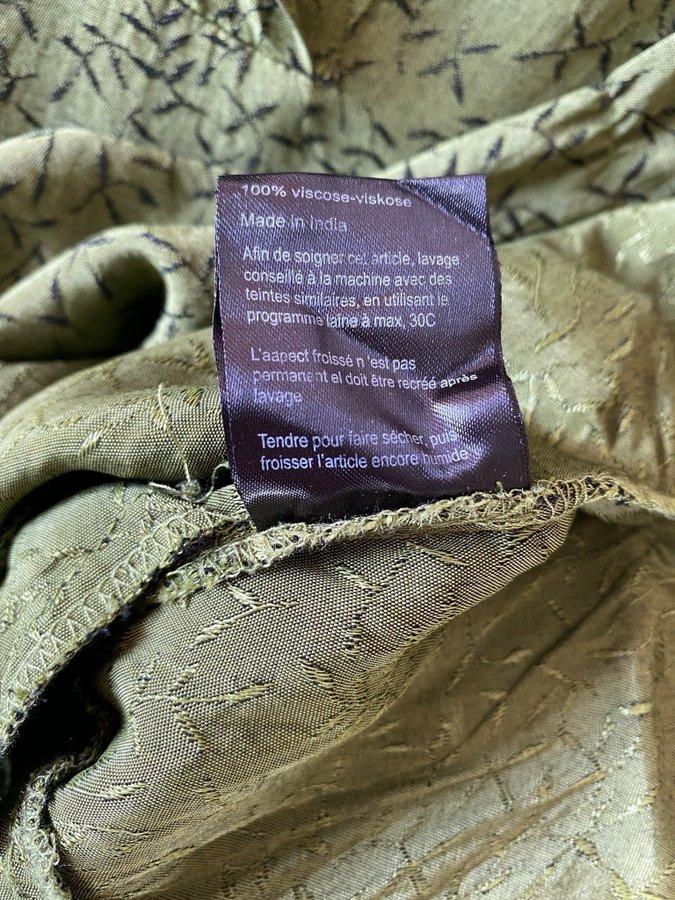 100% viscose-viskose
Made in India
Afin de soigner cet article, lavage
conseillé à la machine avec des
teintes similaires, en utilisant le
programme laine à max, 30C
L'aapect froissé n 'est pas
permanent el doit être recréé après
lavage
Tendre pour faire sécher, puis
froisser l'article encore humide